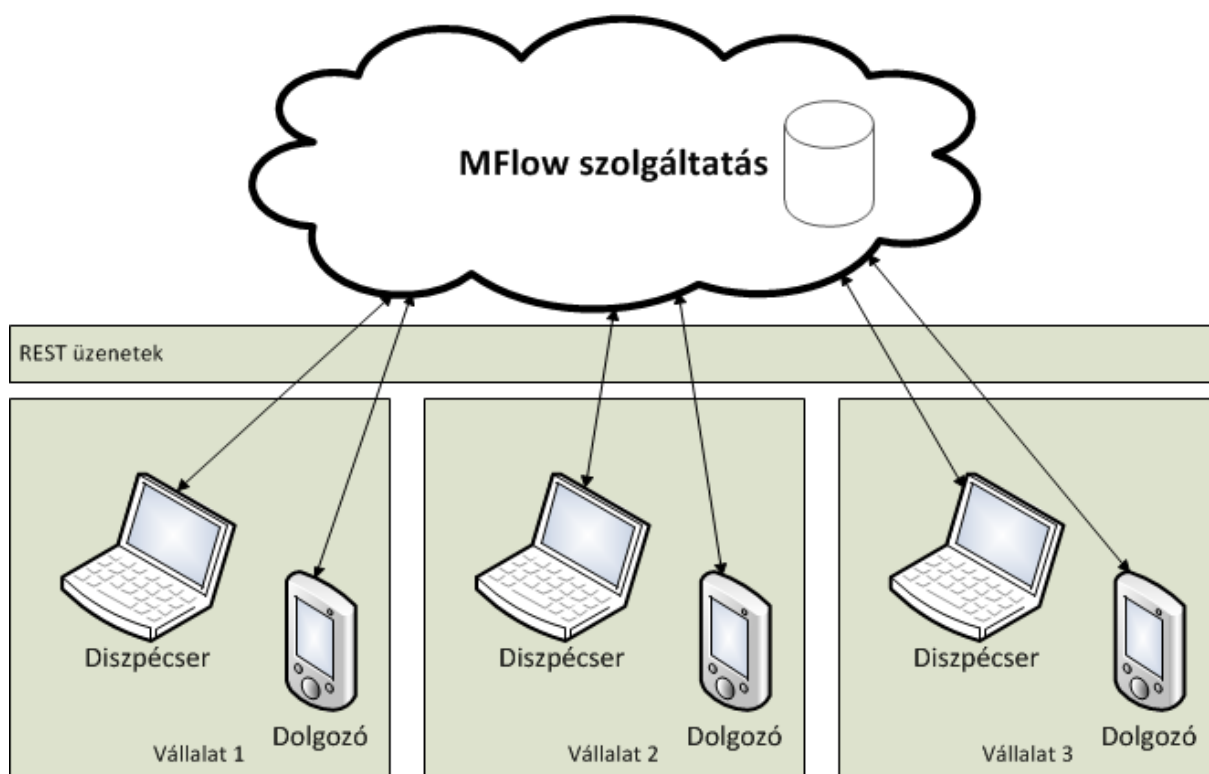 MFlow szolgáltatás
REST üzenetek
Diszpécser
Dolgozó
Vállalat 1
Diszpécser
Dolgozó
Vállalat 2
Diszpécser
Dolgozó
Vállalat 3